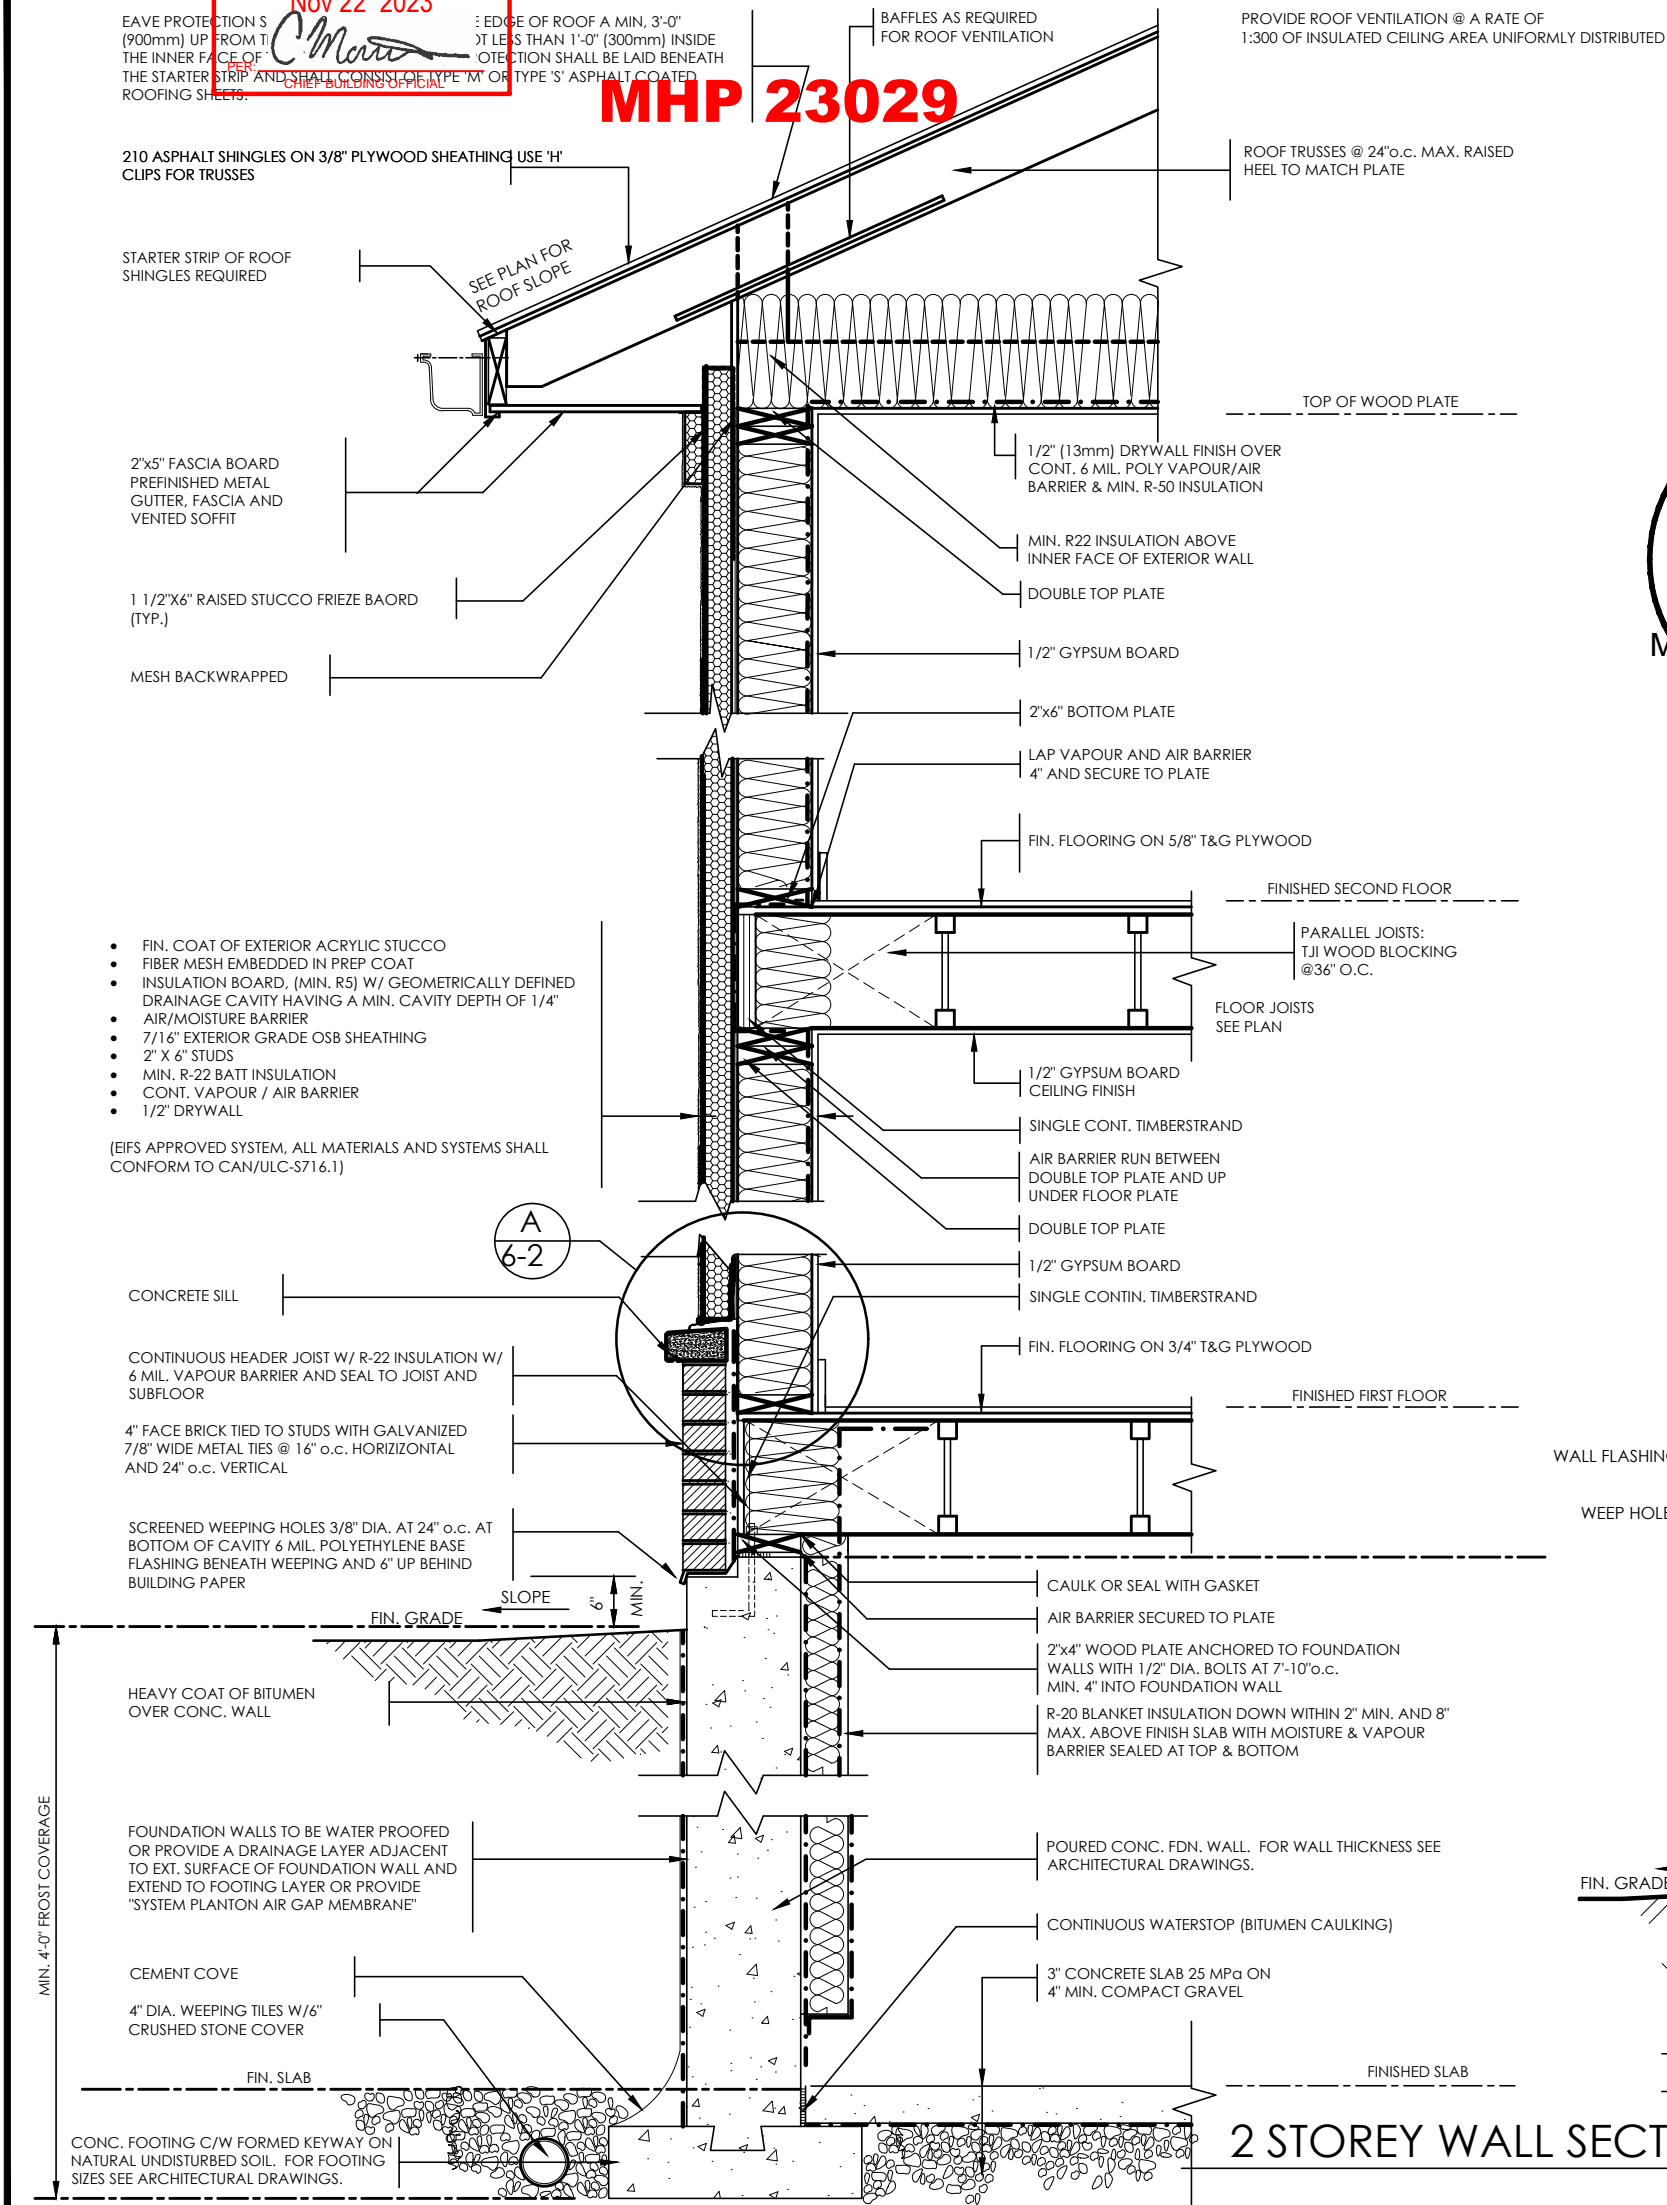 Nov 22 2023
EAVE PROTECTION S EDGE OF ROOF A MIN, 3'-0"
(900mm) UP FROM LESS THAN 1'-0" (300mm) INSIDE
THE INNER FACE OF SHALL BE LAID BENEATH
THE STARTER STRIP AND SHALL CONSIST OF TYPE 'M' OR TYPE 'S' ASPHALT COATED
ROOFING SHEETS.
PER:
CHIEF BUILDING OFFICIAL
MHP 23029
BAFFLES AS REQUIRED
FOR ROOF VENTILATION
PROVIDE ROOF VENTILATION @ A RATE OF
1:300 OF INSULATED CEILING AREA UNIFORMLY DISTRIBUTED
210 ASPHALT SHINGLES ON 3/8" PLYWOOD SHEATHING USE 'H'
CLIPS FOR TRUSSES
ROOF TRUSSES @ 24"o.c. MAX. RAISED
HEEL TO MATCH PLATE
STARTER STRIP OF ROOF
SHINGLES REQUIRED
SEE PLAN FOR
ROOF SLOPE
TOP OF WOOD PLATE
2"x5" FASCIA BOARD
PREFINISHED METAL
GUTTER, FASCIA AND
VENTED SOFFIT
1/2" (13mm) DRYWALL FINISH OVER
CONT. 6 MIL. POLY VAPOUR/AIR
BARRIER & MIN. R-50 INSULATION
MIN. R22 INSULATION ABOVE
INNER FACE OF EXTERIOR WALL
DOUBLE TOP PLATE
1 1/2"X6" RAISED STUCCO FRIEZE BAORD
(TYP.)
1/2" GYPSUM BOARD
M
MESH BACKWRAPPED
2"x6" BOTTOM PLATE
LAP VAPOUR AND AIR BARRIER
4" AND SECURE TO PLATE
FIN. FLOORING ON 5/8" T&G PLYWOOD
FINISHED SECOND FLOOR
PARALLEL JOISTS:
TJI WOOD BLOCKING
@36" O.C.
FLOOR JOISTS
SEE PLAN
• FIN. COAT OF EXTERIOR ACRYLIC STUCCO
• FIBER MESH EMBEDDED IN PREP COAT
• INSULATION BOARD, (MIN. R5) W/ GEOMETRICALLY DEFINED
DRAINAGE CAVITY HAVING A MIN. CAVITY DEPTH OF 1/4"
• AIR/MOISTURE BARRIER
• 7/16" EXTERIOR GRADE OSB SHEATHING
• 2" X 6" STUDS
• MIN. R-22 BATT INSULATION
• CONT. VAPOUR / AIR BARRIER
• 1/2" DRYWALL
(EIFS APPROVED SYSTEM, ALL MATERIALS AND SYSTEMS SHALL
CONFORM TO CAN/ULC-S716.1)
1/2" GYPSUM BOARD
CEILING FINISH
SINGLE CONT. TIMBERSTRAND
AIR BARRIER RUN BETWEEN
DOUBLE TOP PLATE AND UP
UNDER FLOOR PLATE
DOUBLE TOP PLATE
A
6-2
1/2" GYPSUM BOARD
SINGLE CONTIN. TIMBERSTRAND
CONCRETE SILL
FIN. FLOORING ON 3/4" T&G PLYWOOD
FINISHED FIRST FLOOR
CONTINUOUS HEADER JOIST W/ R-22 INSULATION W/
6 MIL. VAPOUR BARRIER AND SEAL TO JOIST AND
SUBFLOOR
4" FACE BRICK TIED TO STUDS WITH GALVANIZED
7/8" WIDE METAL TIES @ 16" o.c. HORIZIZONTAL
AND 24" o.c. VERTICAL
WALL FLASHING
WEEP HOLE
SCREENED WEEPING HOLES 3/8" DIA. AT 24" o.c. AT
BOTTOM OF CAVITY 6 MIL. POLYETHYLENE BASE
FLASHING BENEATH WEEPING AND 6" UP BEHIND
BUILDING PAPER
SLOPE
6"
MIN.
FIN. GRADE
CAULK OR SEAL WITH GASKET
AIR BARRIER SECURED TO PLATE
2"x4" WOOD PLATE ANCHORED TO FOUNDATION
WALLS WITH 1/2" DIA. BOLTS AT 7'-10"o.c.
MIN. 4" INTO FOUNDATION WALL
R-20 BLANKET INSULATION DOWN WITHIN 2" MIN. AND 8"
MAX. ABOVE FINISH SLAB WITH MOISTURE & VAPOUR
BARRIER SEALED AT TOP & BOTTOM
HEAVY COAT OF BITUMEN
OVER CONC. WALL
MIN. 4'-0" FROST COVERAGE
FOUNDATION WALLS TO BE WATER PROOFED
OR PROVIDE A DRAINAGE LAYER ADJACENT
TO EXT. SURFACE OF FOUNDATION WALL AND
EXTEND TO FOOTING LAYER OR PROVIDE
"SYSTEM PLANTON AIR GAP MEMBRANE"
POURED CONC. FDN. WALL. FOR WALL THICKNESS SEE
ARCHITECTURAL DRAWINGS.
FIN. GRADE
CONTINUOUS WATERSTOP (BITUMEN CAULKING)
CEMENT COVE
3" CONCRETE SLAB 25 MPa ON
4" MIN. COMPACT GRAVEL
4" DIA. WEEPING TILES W/6"
CRUSHED STONE COVER
FIN. SLAB
FINISHED SLAB
CONC. FOOTING C/W FORMED KEYWAY ON
NATURAL UNDISTURBED SOIL. FOR FOOTING
SIZES SEE ARCHITECTURAL DRAWINGS.
2 STOREY WALL SECT